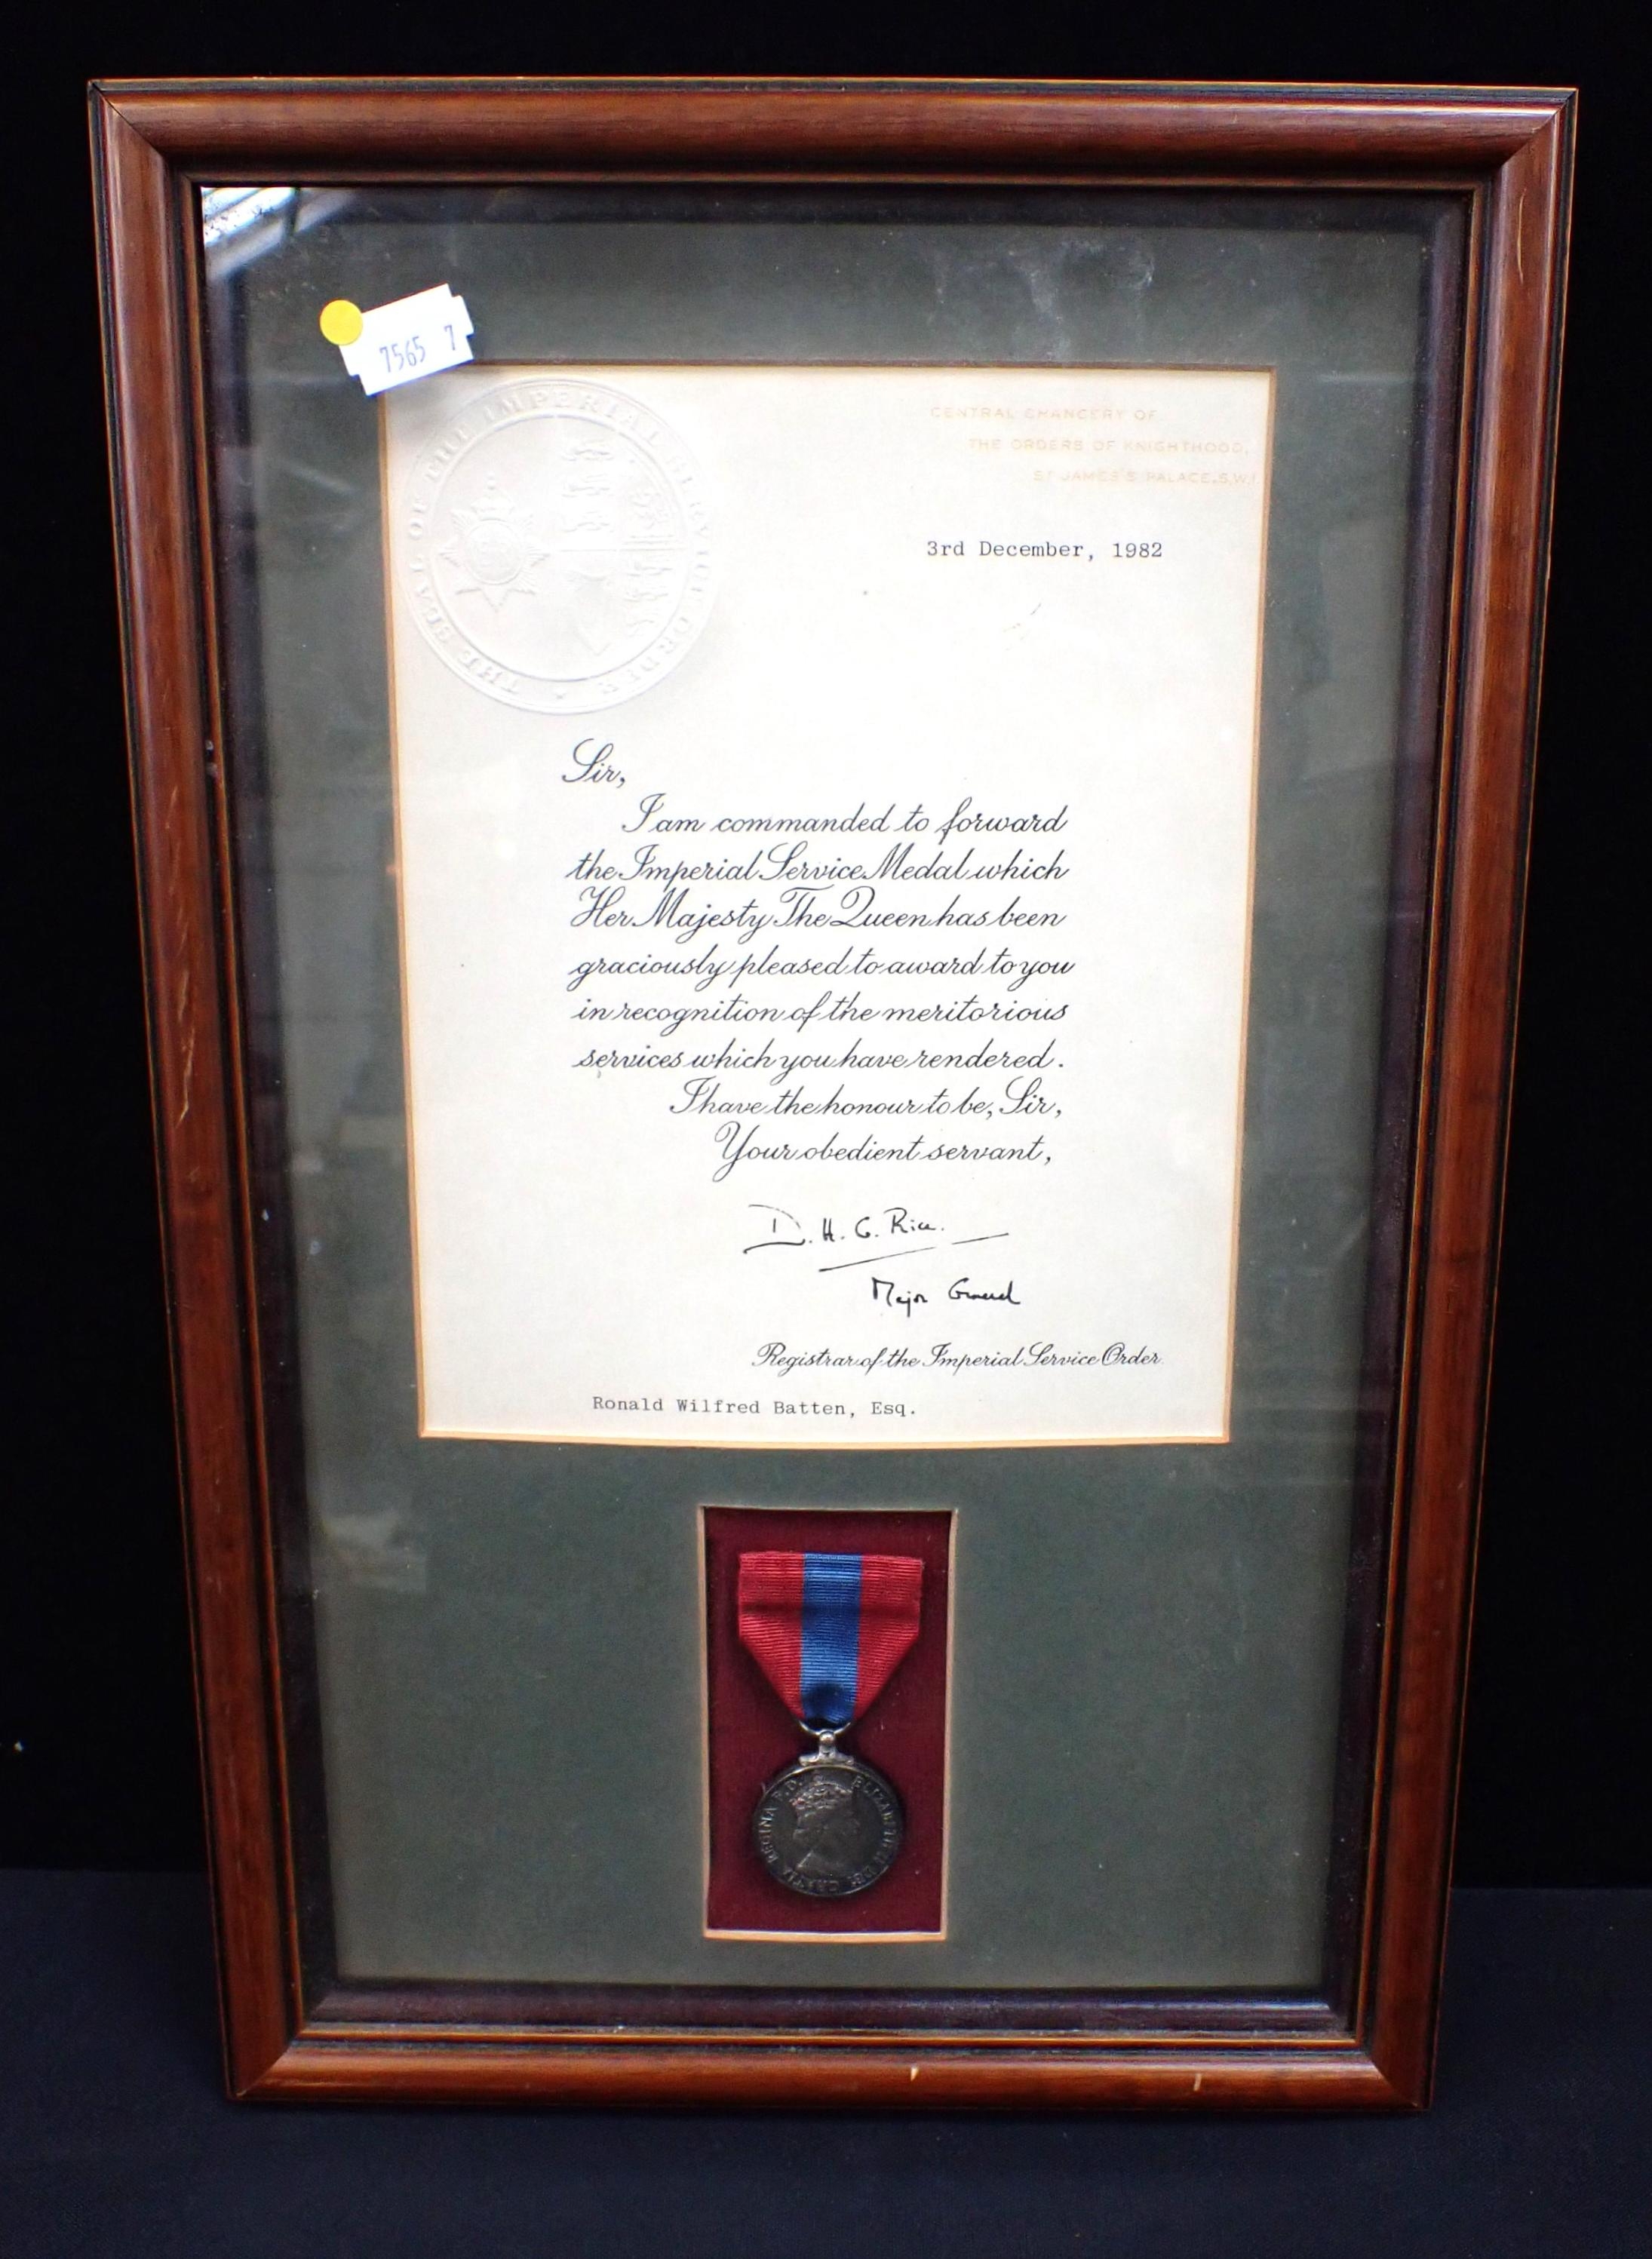 7565 7
THE SEAL OF THE IMPERIAL SERVICE ORDER
CENTRAL CHANCERY OF
THE ORDERS OF KNIGHTHOOD,
ST JAMES'S PALACE, S.W.1.
3rd December, 1982
Sir,
I am commanded to forward
the Imperial Service Medal which
Her Majesty The Queen has been
graciously pleased to award to you
in recognition of the meritorious
services which you have rendered.
I have the honour to be, Sir,
Your obedient servant,
D. H. G. Rice.
Major General
Registrar of the Imperial Service Order.
Ronald Wilfred Batten, Esq.
ELIZABETH II DEI GRATIA REGINA F.D.